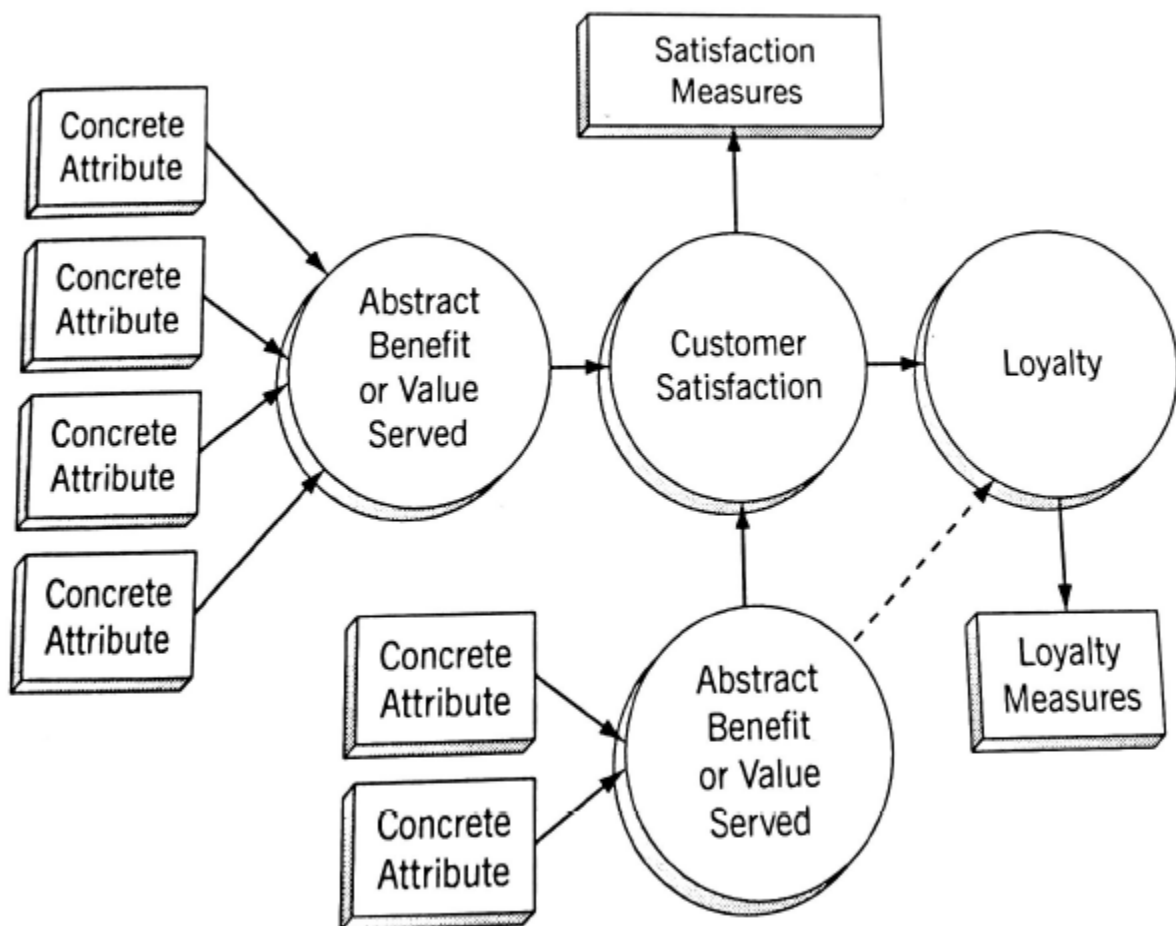 Satisfaction
Measures
Concrete
Attribute
Concrete
Attribute
Concrete
Attribute
Concrete
Attribute
Abstract
Benefit
or Value
Served
Customer
Satisfaction
Loyalty
Concrete
Attribute
Concrete
Attribute
Abstract
Benefit
or Value
Served
Loyalty
Measures